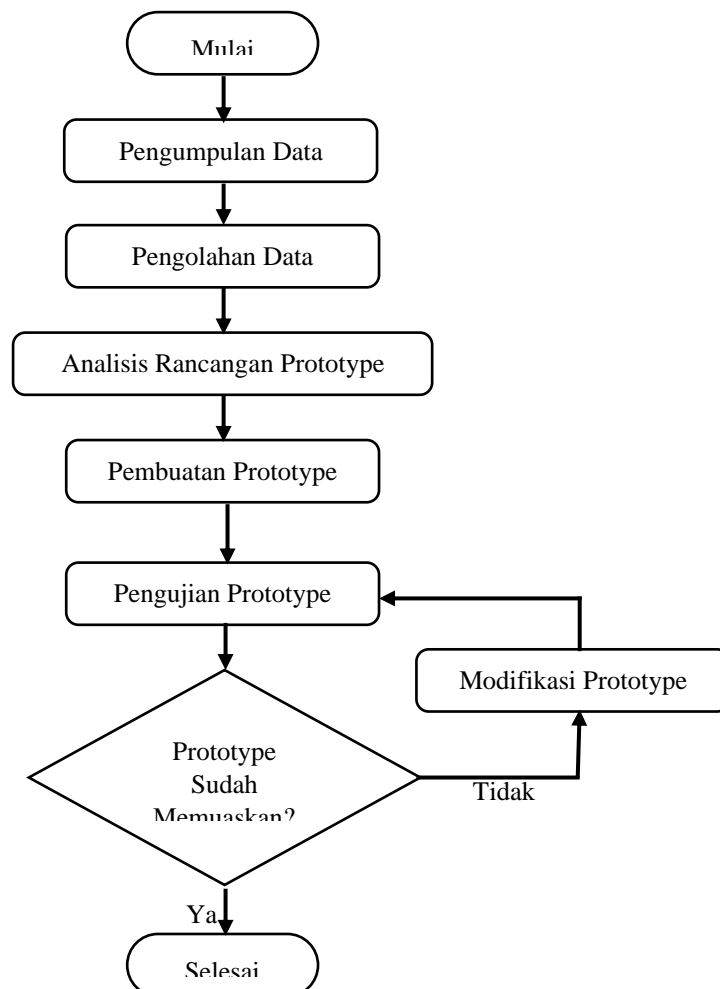 Mulai
Pengumpulan Data
Pengolahan Data
Analisis Rancangan Prototype
Pembuatan Prototype
Pengujian Prototype
Modifikasi Prototype
Prototype
Sudah
Memuaskan?
Tidak
Ya
Selesai